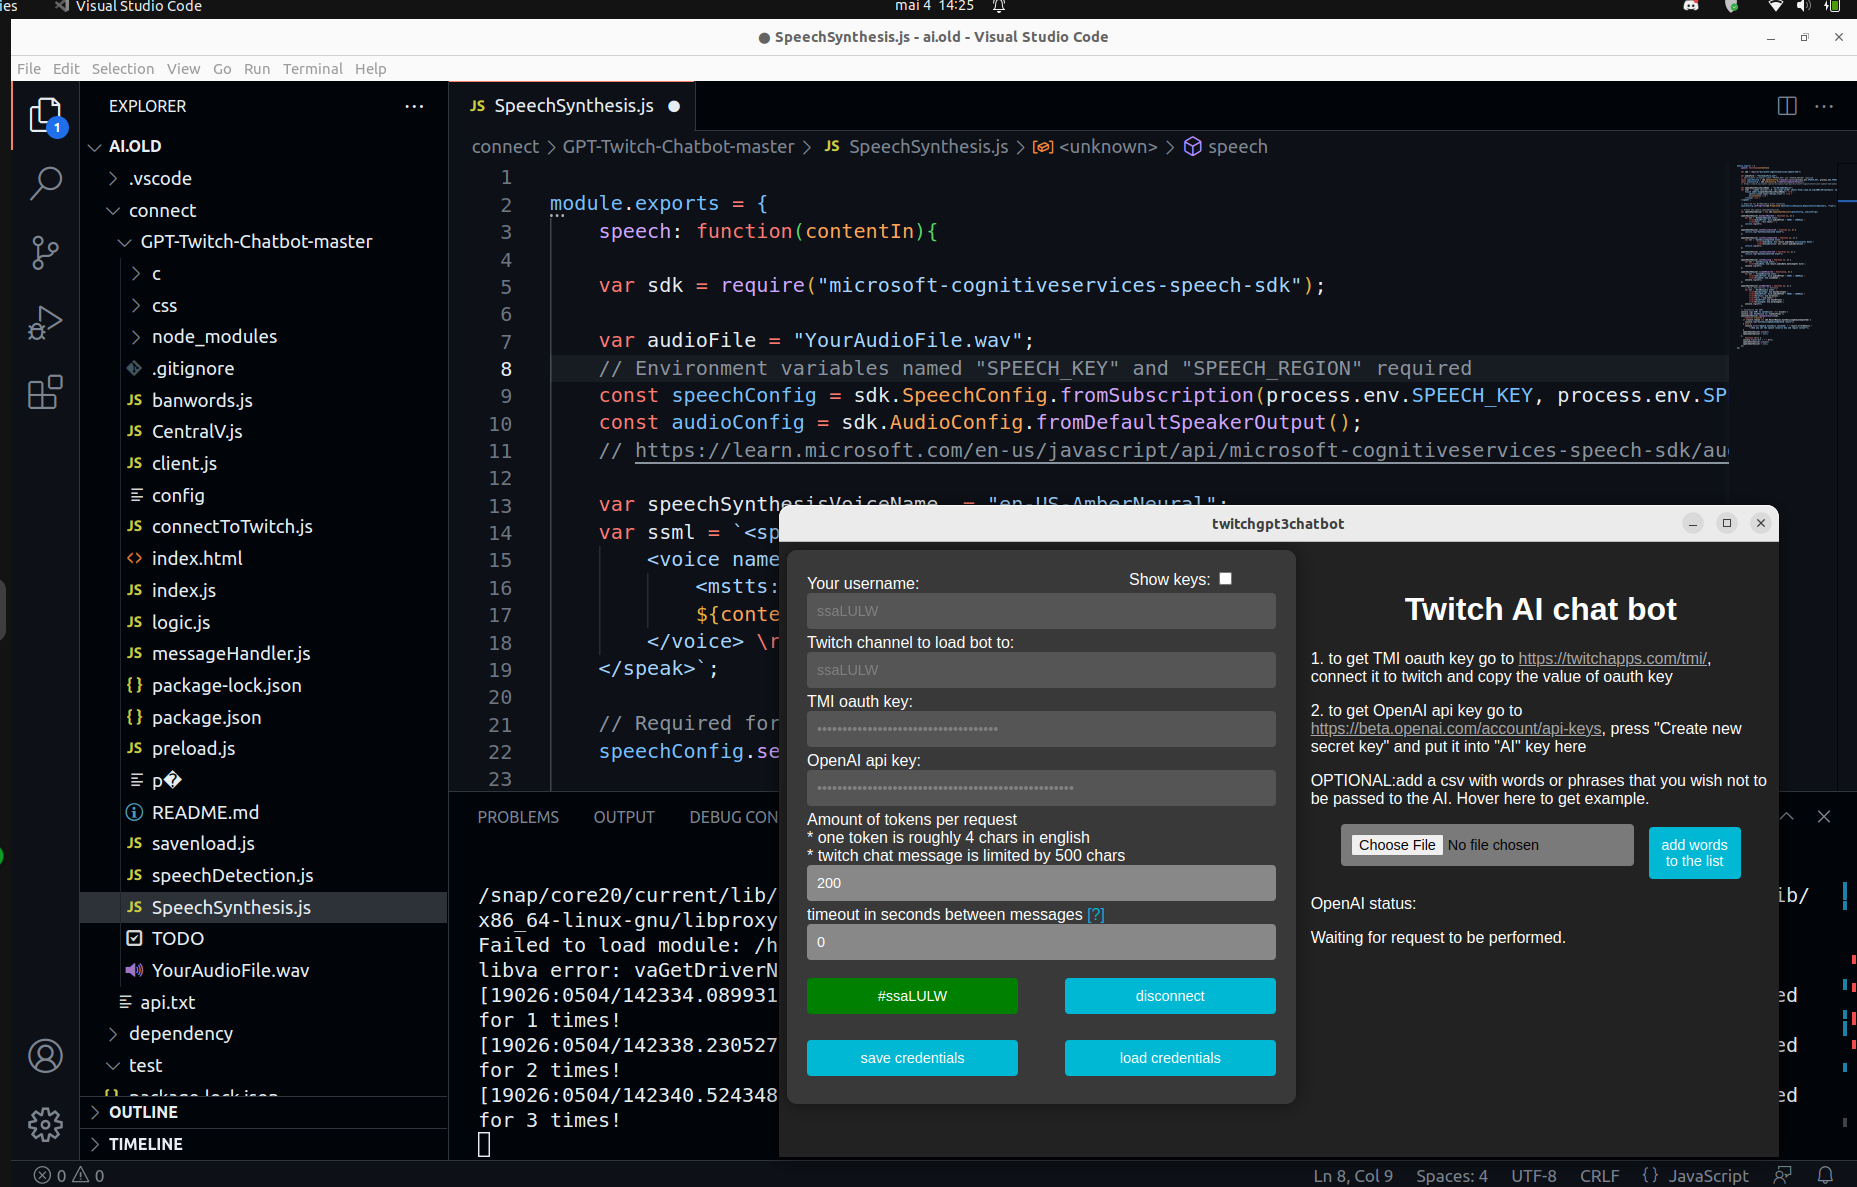 ies
Visual Studio Code
mai 4 14:25
● SpeechSynthesis.js - ai.old - Visual Studio Code
File Edit Selection View Go Run Terminal Help
1
EXPLORER
AI.OLD
.vscode
connect
GPT-Twitch-Chatbot-master
c
css
node_modules
.gitignore
JS banwords.js
JS CentralV.js
JS client.js
config
JS connectToTwitch.js
<> index.html
JS index.js
JS logic.js
JS messageHandler.js
{} package-lock.json
{} package.json
JS preload.js
p�
README.md
JS savenload.js
JS speechDetection.js
JS SpeechSynthesis.js
TODO
YourAudioFile.wav
api.txt
dependency
test
{} package-lock.json
OUTLINE
TIMELINE
JS SpeechSynthesis.js ●
connect > GPT-Twitch-Chatbot-master > JS SpeechSynthesis.js > <unknown> > speech
1
2 module.exports = {
3 speech: function(contentIn){
4
5 var sdk = require("microsoft-cognitiveservices-speech-sdk");
6
7 var audioFile = "YourAudioFile.wav";
8 // Environment variables named "SPEECH_KEY" and "SPEECH_REGION" required
9 const speechConfig = sdk.SpeechConfig.fromSubscription(process.env.SPEECH_KEY, process.env.SP
10 const audioConfig = sdk.AudioConfig.fromDefaultSpeakerOutput();
11 // https://learn.microsoft.com/en-us/javascript/api/microsoft-cognitiveservices-speech-sdk/au
12
13 var speechSynthesisVoiceName = "en-US-AmberNeural";
14 var ssml = `<sp
15 <voice name
16 <mstts:
17 ${conte
18 </voice> \r
19 </speak>`;
20
21 // Required for
22 speechConfig.se
23
PROBLEMS OUTPUT DEBUG CON
/snap/core20/current/lib/
x86_64-linux-gnu/libproxy
Failed to load module: /h
libva error: vaGetDriverN
[19026:0504/142334.089931
for 1 times!
[19026:0504/142338.230527
for 2 times!
[19026:0504/142340.524348
for 3 times!
ib/
ed
ed
ed
twitchgpt3chatbot
Your username:
Show keys:
ssaLULW
Twitch channel to load bot to:
ssaLULW
TMI oauth key:
OpenAI api key:
Amount of tokens per request
* one token is roughly 4 chars in english
* twitch chat message is limited by 500 chars
200
timeout in seconds between messages [?]
0
#ssaLULW
disconnect
save credentials
load credentials
Twitch AI chat bot
1. to get TMI oauth key go to https://twitchapps.com/tmi/,
connect it to twitch and copy the value of oauth key
2. to get OpenAI api key go to
https://beta.openai.com/account/api-keys, press "Create new
secret key" and put it into "AI" key here
OPTIONAL:add a csv with words or phrases that you wish not to
be passed to the AI. Hover here to get example.
Choose File No file chosen
add words
to the list
OpenAI status:
Waiting for request to be performed.
0 0
Ln 8, Col 9 Spaces: 4 UTF-8 CRLF {} JavaScript